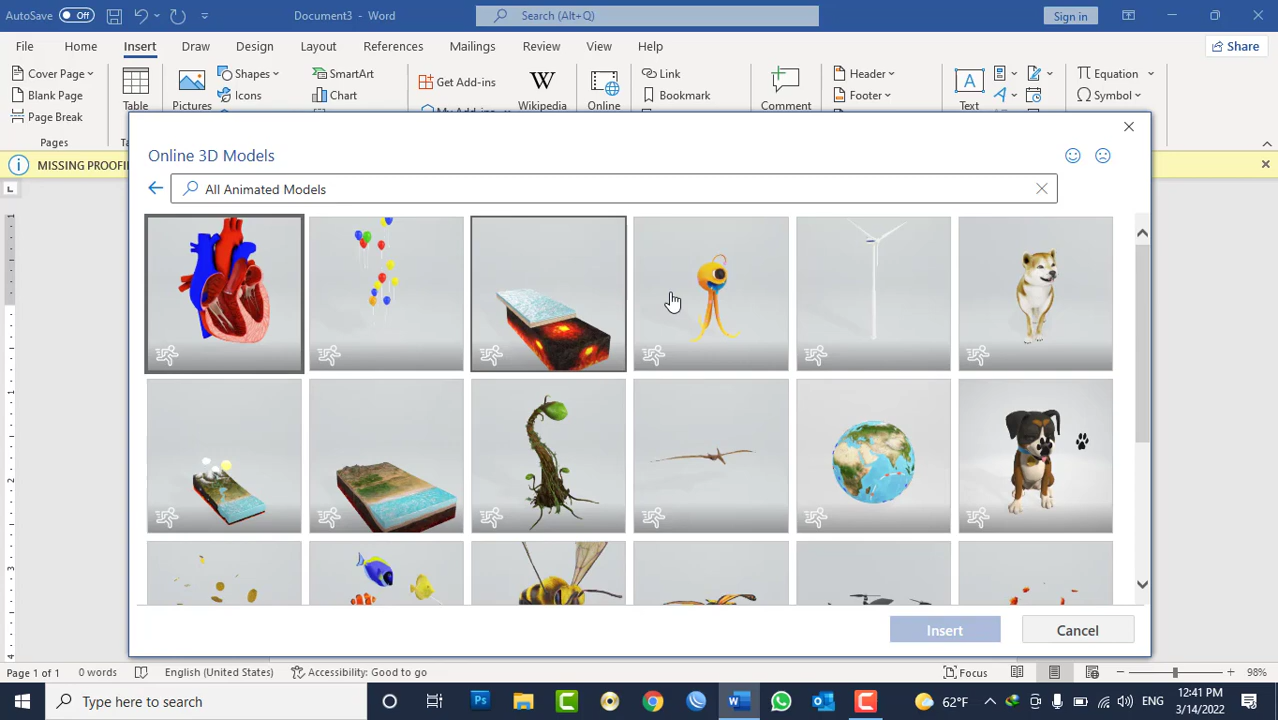 AutoSave Off Document3 - Word Search (Alt+Q) Sign in
File Home Insert Draw Design Layout References Mailings Review View Help Share
Cover Page Shapes SmartArt Get Add-ins Link Header Equation
Blank Page Icons Chart Bookmark Footer Symbol
Table Pictures Wikipedia Online Comment Text
Page Break
Pages
MISSING PROOFI
Online 3D Models
All Animated Models
Insert Cancel
Page 1 of 1 0 words English (United States) Accessibility: Good to go Focus 98%
Type here to search 62°F ENG 12:41 PM
3/14/2022